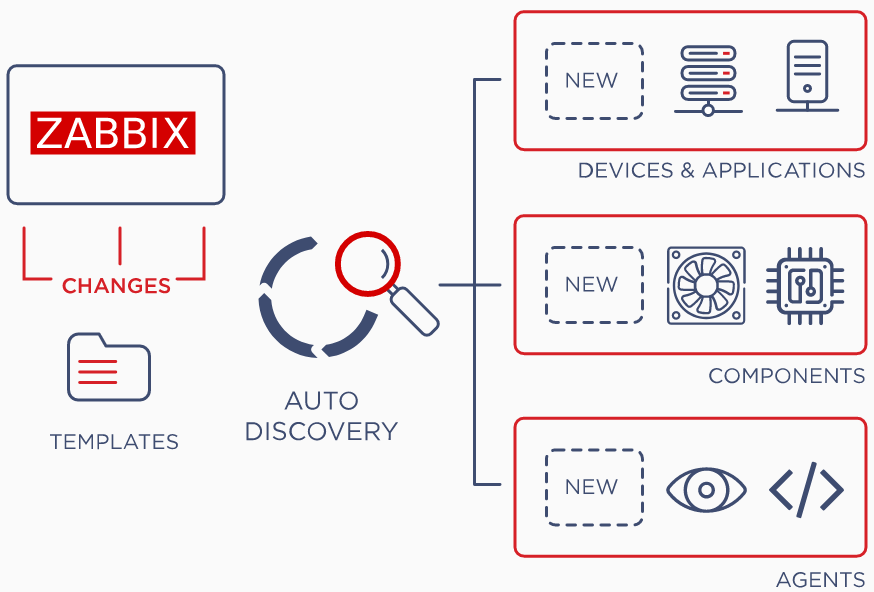 ZABBIX
CHANGES
TEMPLATES
AUTO
DISCOVERY
NEW
DEVICES & APPLICATIONS
NEW
COMPONENTS
NEW
AGENTS